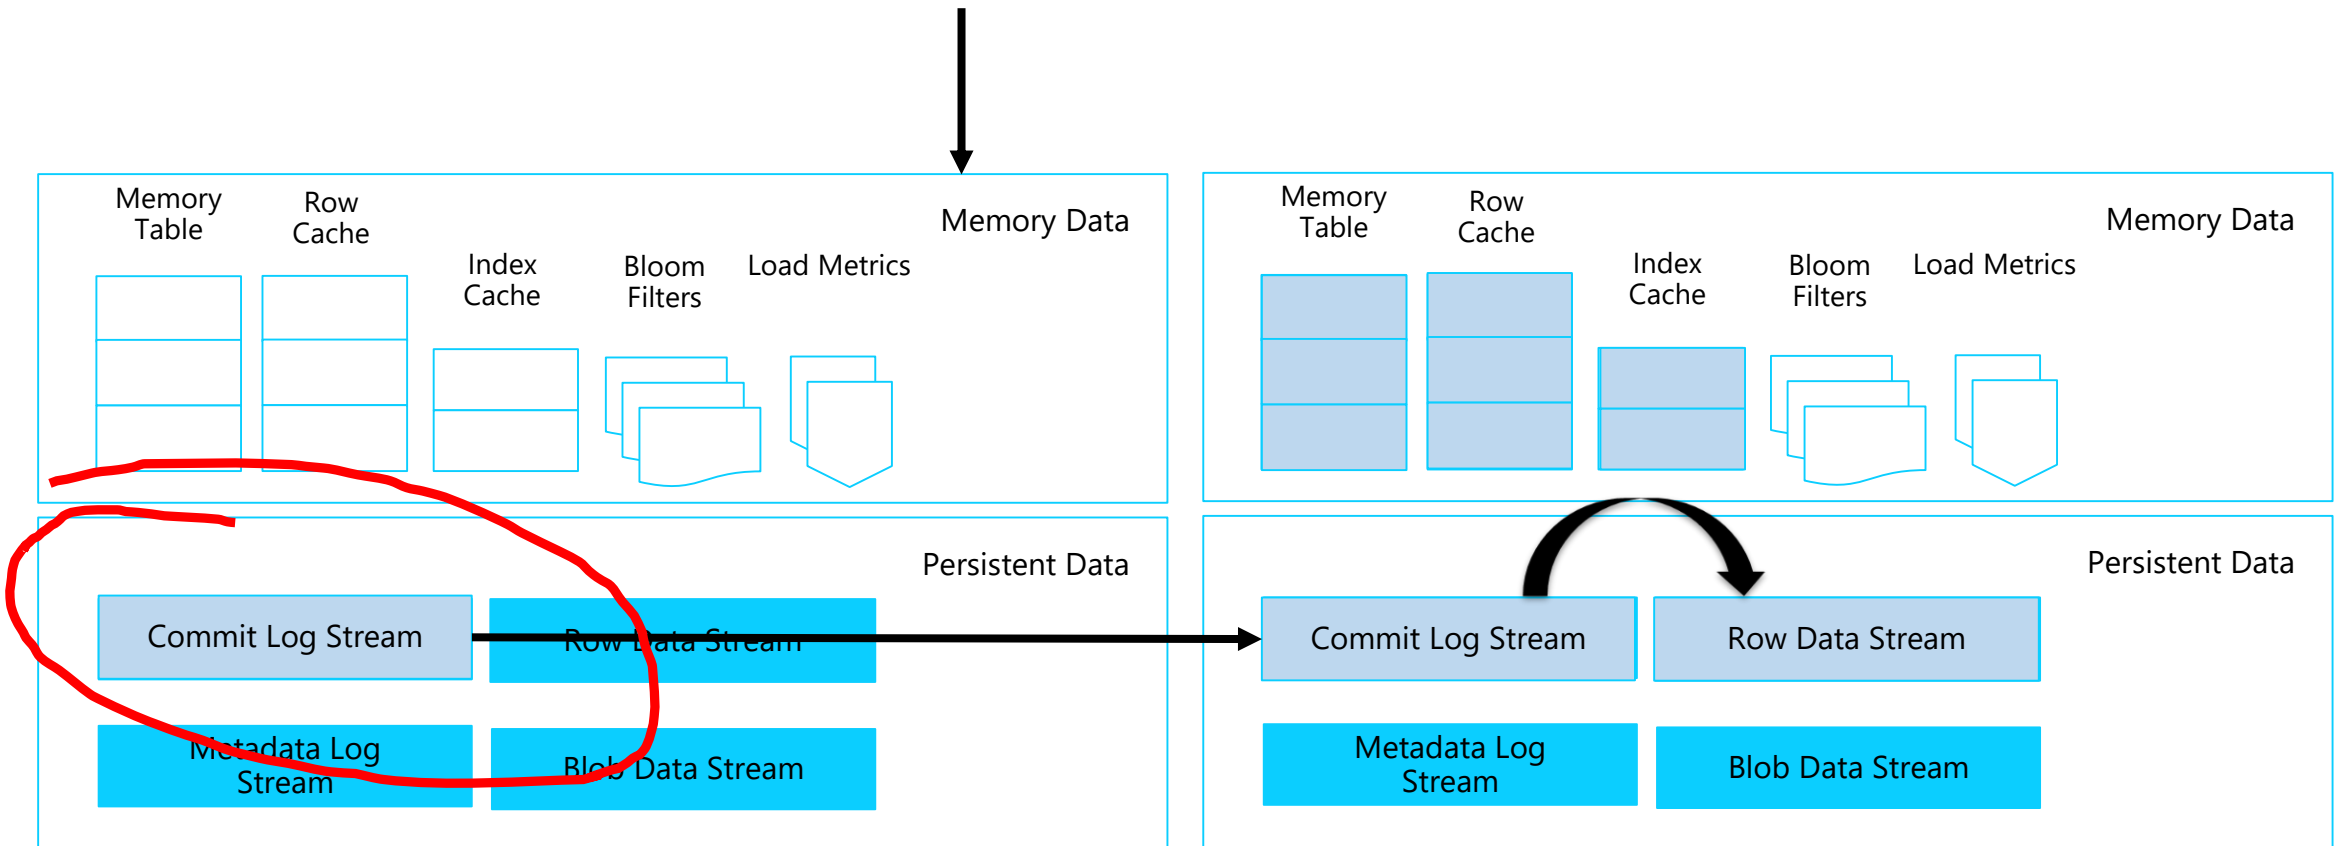 Memory
Table
Row
Cache
Index
Cache
Bloom
Filters
Load Metrics
Memory Data
Persistent Data
Commit Log Stream
Row Data Stream
Metadata Log
Stream
Blob Data Stream
Memory
Table
Row
Cache
Index
Cache
Bloom
Filters
Load Metrics
Memory Data
Persistent Data
Commit Log Stream
Row Data Stream
Metadata Log
Stream
Blob Data Stream